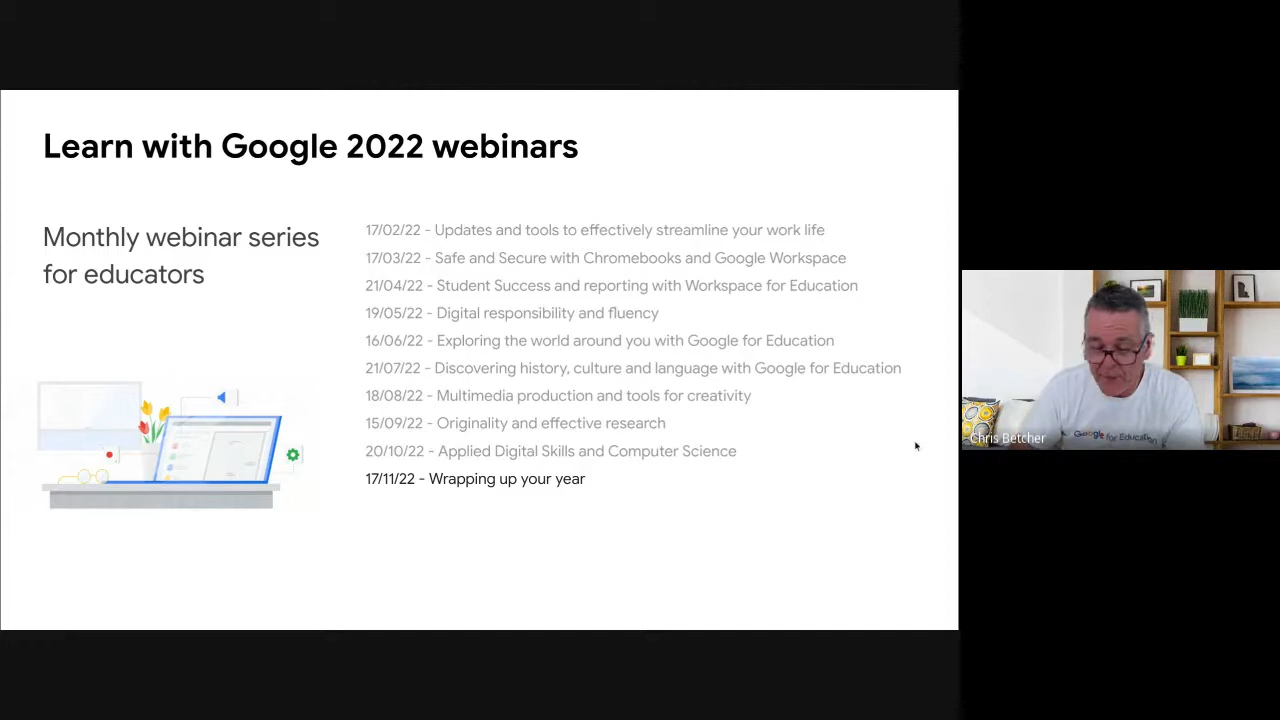 Learn with Google 2022 webinars
Monthly webinar series
for educators
17/02/22 - Updates and tools to effectively streamline your work life
17/03/22 - Safe and Secure with Chromebooks and Google Workspace
21/04/22 - Student Success and reporting with Workspace for Education
19/05/22 - Digital responsibility and fluency
16/06/22 - Exploring the world around you with Google for Education
21/07/22 - Discovering history, culture and language with Google for Education
18/08/22 - Multimedia production and tools for creativity
15/09/22 - Originality and effective research
20/10/22 - Applied Digital Skills and Computer Science
17/11/22 - Wrapping up your year
Google for Education
Chris Betcher